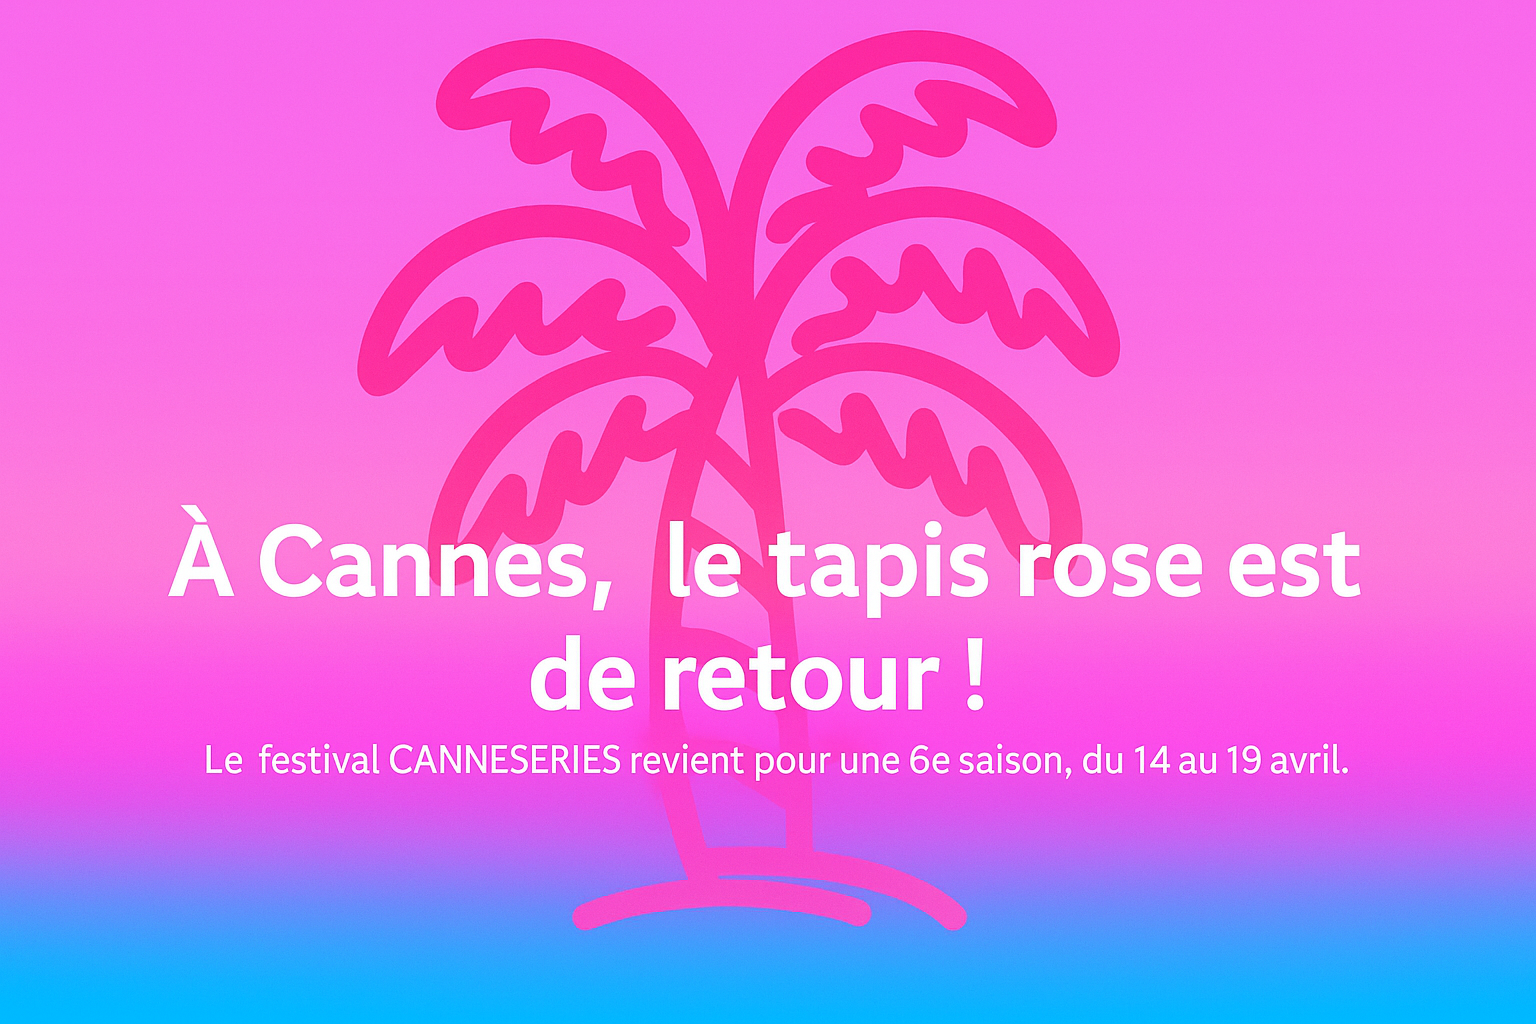 À Cannes, le tapis rose est
de retour !
Le festival CANNESERIES revient pour une 6e saison, du 14 au 19 avril.